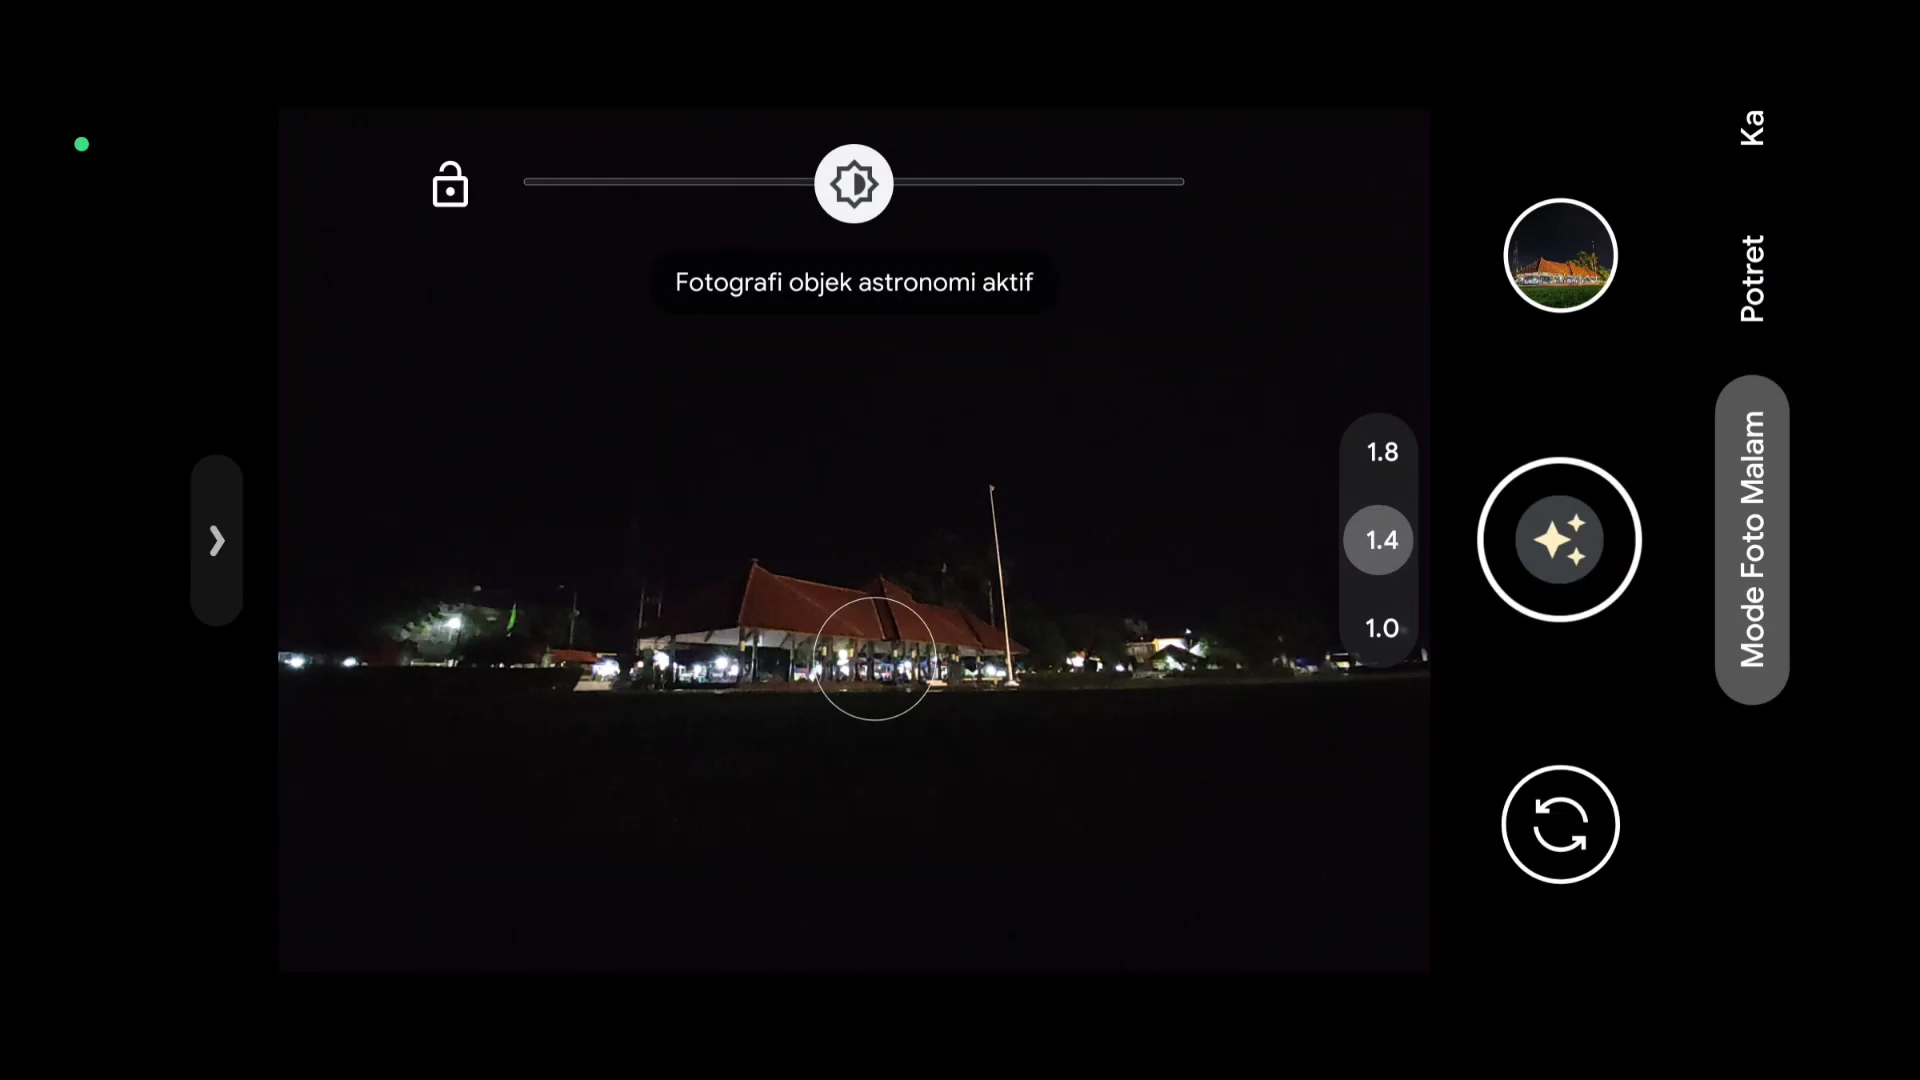 Fotografi objek astronomi aktif
1.8
1.4
1.0
Ka
Potret
Mode Foto Malam